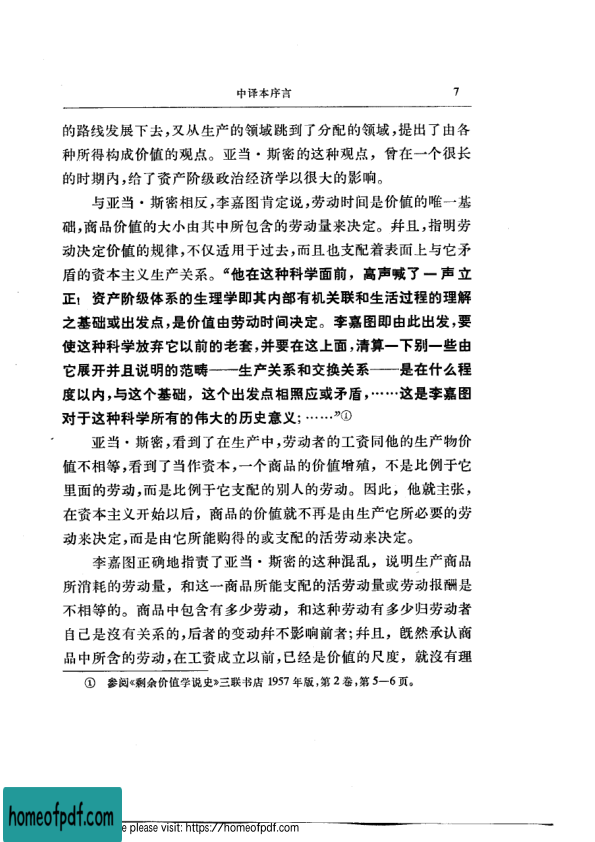 中译本序言 7
的路线发展下去,又从生产的领域跳到了分配的领域,提出了由各
种所得构成价值的观点。亚当·斯密的这种观点，曾在一个很长
的时期内,给了资产阶级政治经济学以很大的影响。
与亚当·斯密相反,李嘉图肯定说,劳动时间是价值的唯一基
础,商品价值的大小由其中所包含的劳动量来决定。幷且,指明劳
动决定价值的规律,不仅适用于过去,而且也支配着表面上与它矛
盾的资本主义生产关系。“他在这种科学面前，高声喊了一声立
正！资产阶级体系的生理学即其内部有机关联和生活过程的理解
之基础或出发点,是价值由劳动时间决定。李嘉图即由此出发,要
使这种科学放弃它以前的老套,并要在这上面,清算一下别一些由
它展开并且说明的范畴——生产关系和交换关系——是在什么程
度以内,与这个基础，这个出发点相照应或矛盾,……这是李嘉图
对于这种科学所有的伟大的历史意义;……”①
亚当·斯密,看到了在生产中,劳动者的工资同他的生产物价
值不相等,看到了当作资本,一个商品的价值增殖，不是比例于它
里面的劳动,而是比例于它支配的别人的劳动。因此，他就主张,
在资本主义开始以后，商品的价值就不再是由生产它所必要的劳
动来决定,而是由它所能购得的或支配的活劳动来决定。
李嘉图正确地指责了亚当·斯密的这种混乱，说明生产商品
所消耗的劳动量，和这一商品所能支配的活劳动量或劳动报酬是
不相等的。商品中包含有多少劳动，和这种劳动有多少归劳动者
自己是沒有关系的,后者的变动幷不影响前者;幷且，旣然承认商
品中所含的劳动,在工资成立以前,已经是价值的尺度，就沒有理
① 参阅《剩余价值学说史》三联书店 1957 年版,第 2 卷,第 5—6 页。
homeofpdf.com
e please visit: https://homeofpdf.com